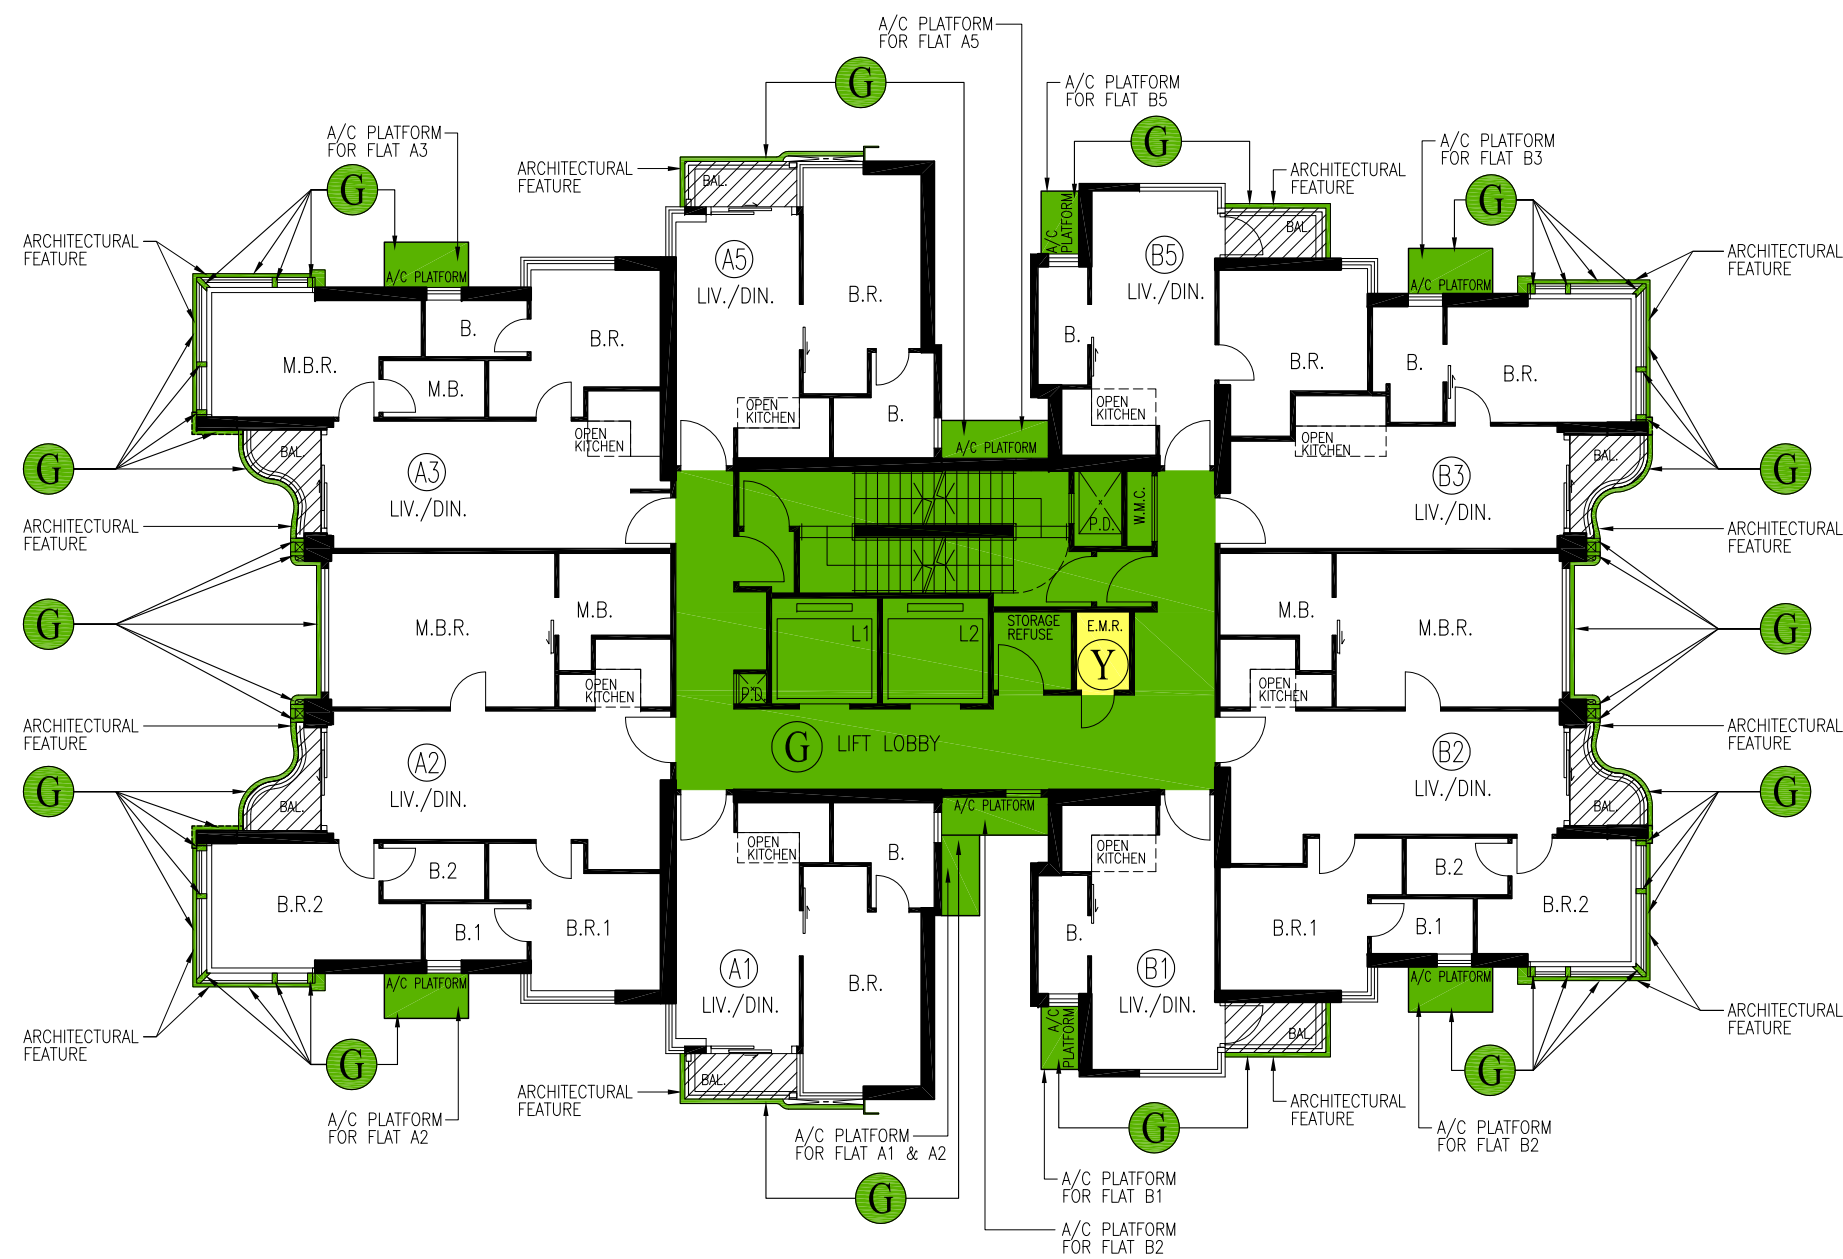 A/C PLATFORM
FOR FLAT A5
G
A/C PLATFORM
FOR FLAT B5
G
A/C PLATFORM
FOR FLAT A3
G
ARCHITECTURAL
FEATURE
BAL.
ARCHITECTURAL
FEATURE
A/C PLATFORM
FOR FLAT B3
G
ARCHITECTURAL
FEATURE
A/C PLATFORM
A/C
PLATFORM
BAL.
ARCHITECTURAL
FEATURE
A/C PLATFORM
A5
LIV./DIN.
B.R.
B5
LIV./DIN.
B.
M.B.R.
B.
B.R.
M.B.
B.R.
B.
B.R.
OPEN
KITCHEN
B.
OPEN
KITCHEN
OPEN
KITCHEN
OPEN
KITCHEN
A/C PLATFORM
G
BAL.
A3
LIV./DIN.
ARCHITECTURAL
FEATURE
P.D.
W.M.C.
B3
LIV./DIN.
BAL.
G
ARCHITECTURAL
FEATURE
G
M.B.R.
M.B.
OPEN
KITCHEN
L1
L2
STORAGE
REFUSE
E.M.R.
Y
P.D.
M.B.
M.B.R.
OPEN
KITCHEN
G
ARCHITECTURAL
FEATURE
G
LIFT LOBBY
ARCHITECTURAL
FEATURE
G
BAL.
A2
LIV./DIN.
B2
LIV./DIN.
BAL.
G
B.R.2
B.2
B.1
B.R.1
A/C PLATFORM
OPEN
KITCHEN
B.
A/C PLATFORM
A1
LIV./DIN.
B.R.
BAL.
OPEN
KITCHEN
B.
B1
LIV./DIN.
A/C
PLATFORM
BAL.
B.R.1
B.2
B.1
B.R.2
A/C PLATFORM
ARCHITECTURAL
FEATURE
G
A/C PLATFORM
FOR FLAT A2
ARCHITECTURAL
FEATURE
A/C PLATFORM
FOR FLAT A1 & A2
G
G
ARCHITECTURAL
FEATURE
A/C PLATFORM
FOR FLAT B1
A/C PLATFORM
FOR FLAT B2
G
A/C PLATFORM
FOR FLAT B2
ARCHITECTURAL
FEATURE